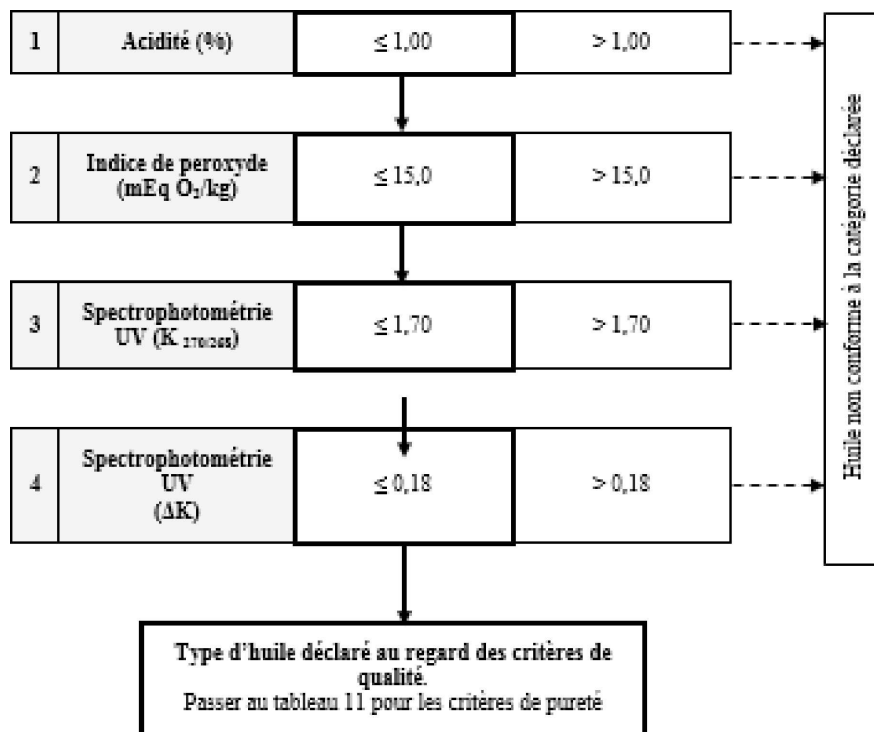 1 Acidité (%) ≤ 1,00 > 1,00
2 Indice de peroxyde (mEq O₂/kg) ≤ 15,0 > 15,0
3 Spectrophotométrie UV (K 270/268) ≤ 1,70 > 1,70
4 Spectrophotométrie UV (ΔK) ≤ 0,18 > 0,18
Huile non conforme à la catégorie déclarée
Type d'huile déclaré au regard des critères de
qualité.
Passer au tableau 11 pour les critères de pureté